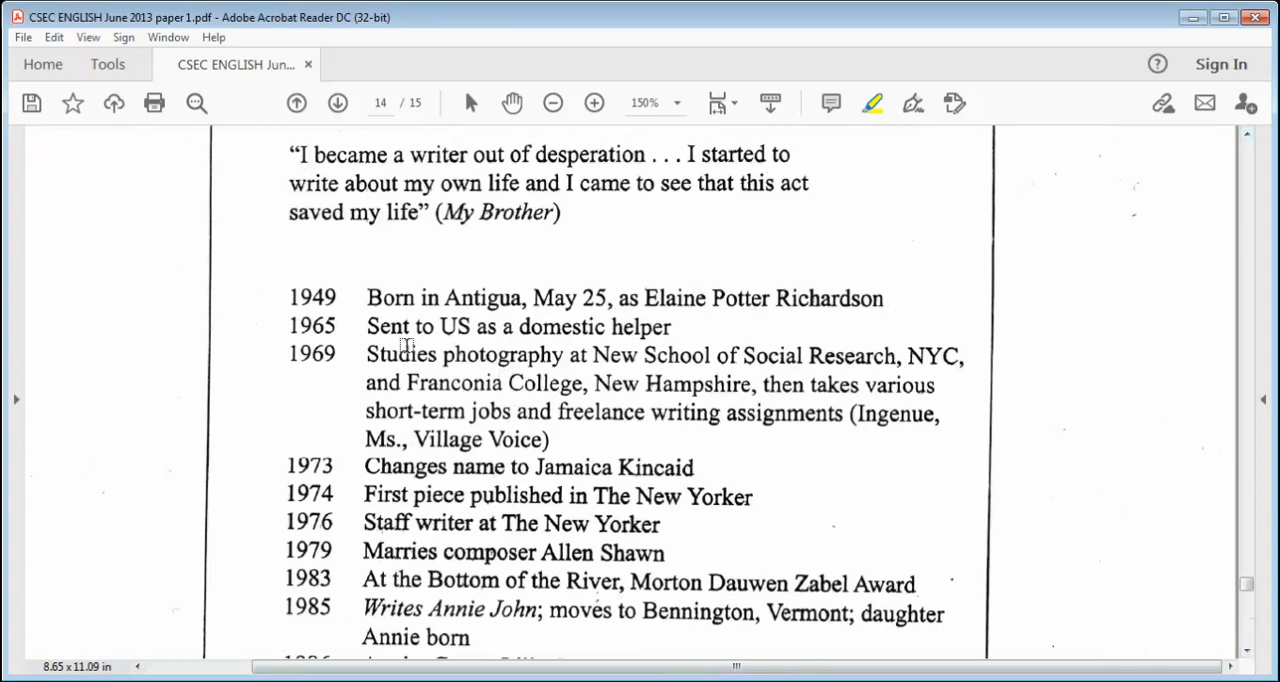 CSEC ENGLISH June 2013 paper1.pdf - Adobe Acrobat Reader DC (32-bit)
File Edit View Sign Window Help
Home Tools CSEC ENGLISH Jun... × Sign In
14 / 15 150%
“I became a writer out of desperation . . . I started to
write about my own life and I came to see that this act
saved my life” (My Brother)
1949 Born in Antigua, May 25, as Elaine Potter Richardson
1965 Sent to US as a domestic helper
1969 Studies photography at New School of Social Research, NYC,
and Franconia College, New Hampshire, then takes various
short-term jobs and freelance writing assignments (Ingenue,
Ms., Village Voice)
1973 Changes name to Jamaica Kincaid
1974 First piece published in The New Yorker
1976 Staff writer at The New Yorker
1979 Marries composer Allen Shawn
1983 At the Bottom of the River, Morton Dauwen Zabel Award
1985 Writes Annie John; moves to Bennington, Vermont; daughter
Annie born
8.65 x 11.09 in